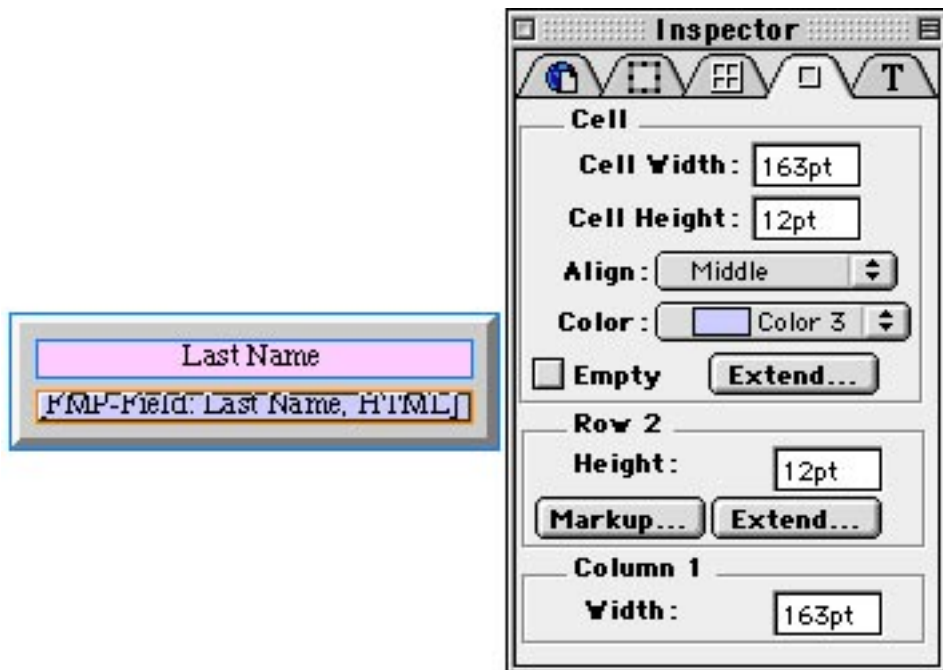 Last Name
[FMP-Field: Last Name, HTML]
Inspector
T
Cell
Cell Width: 163pt
Cell Height: 12pt
Align: Middle
Color: Color 3
Empty Extend...
Row 2
Height: 12pt
Markup... Extend...
Column 1
Width: 163pt